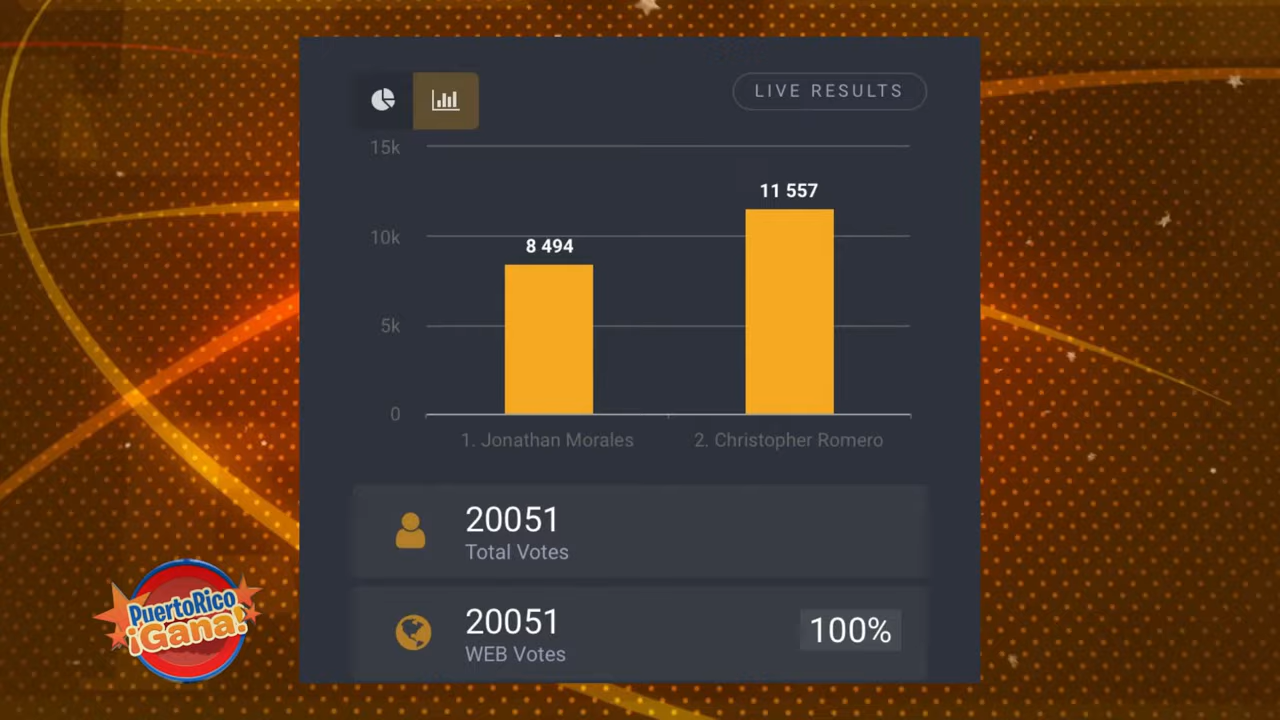 LIVE RESULTS
15k
10k
5k
0
8 494
11 557
1. Jonathan Morales
2. Christopher Romero
20051
Total Votes
20051
WEB Votes
100%
PuertoRico
¡Gana!